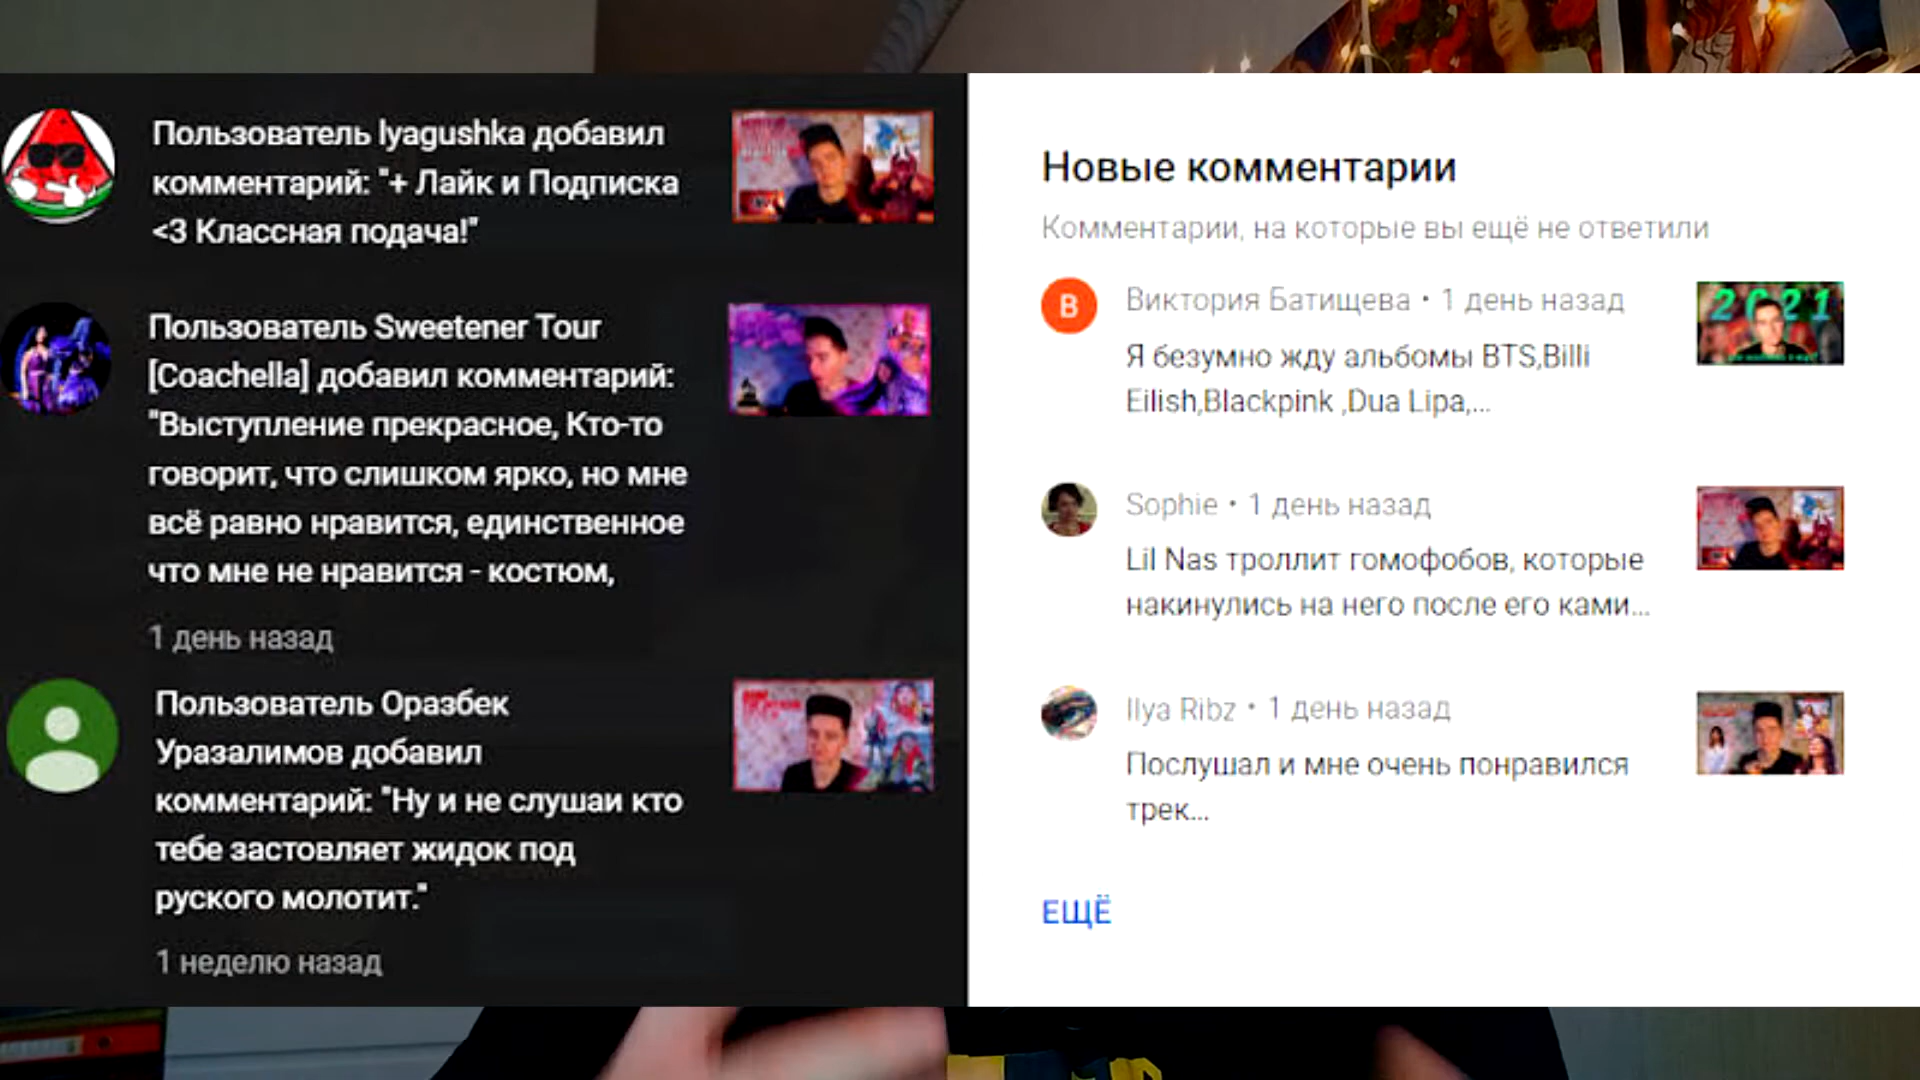 Пользователь lyagushka добавил
комментарий: "+ Лайк и Подписка
<3 Классная подача!"
Пользователь Sweetener Tour
[Coachella] добавил комментарий:
"Выступление прекрасное, Кто-то
говорит, что слишком ярко, но мне
всё равно нравится, единственное
что мне не нравится - костюм,
1 день назад
Пользователь Оразбек
Уразалимов добавил
комментарий: "Ну и не слушаи кто
тебе застовляет жидок под
руского молотит."
1 неделю назад
Новые комментарии
Комментарии, на которые вы ещё не ответили
В
Виктория Батищева • 1 день назад
Я безумно жду альбомы BTS,Billi
Eilish,Blackpink ,Dua Lipa,...
2021
Sophie • 1 день назад
Lil Nas троллит гомофобов, которые
накинулись на него после его ками...
Ilya Ribz • 1 день назад
Послушал и мне очень понравился
трек...
ЕЩЁ